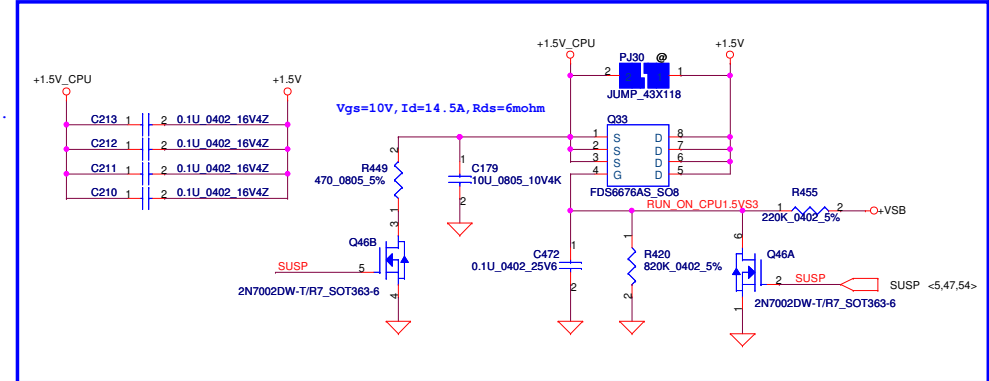 +1.5V_CPU
+1.5V
C213 1 2 0.1U_0402_16V4Z
C212 1 2 0.1U_0402_16V4Z
C211 1 2 0.1U_0402_16V4Z
C210 1 2 0.1U_0402_16V4Z
Vgs=10V,Id=14.5A,Rds=6mohm
+1.5V_CPU
+1.5V
PJ30 @
2 2 1 1
JUMP_43X118
Q33
1 S D 8
2 S D 7
3 S D 6
4 G D 5
FDS6676AS_SO8
2
R449
470_0805_5%
1
1
C179
10U_0805_10V4K
2
RUN_ON_CPU1.5VS3
R455
1 2 +VSB
220K_0402_5%
3
Q46B
SUSP 5
4
2N7002DW-T/R7_SOT363-6
1
C472
0.1U_0402_25V6
2
1
R420
820K_0402_5%
2
6
Q46A
2 SUSP
SUSP <5,47,54>
1
2N7002DW-T/R7_SOT363-6